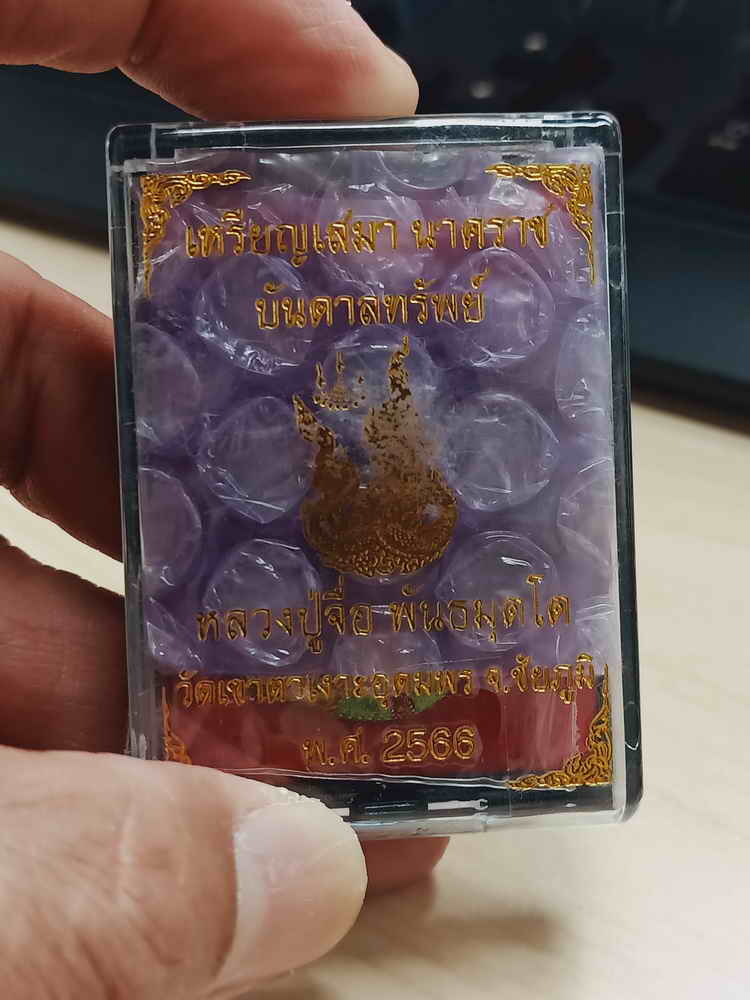 เหรียญเสมา นาคราช
บันดาลทรัพย์
หลวงปู่จื่อ พันธมุตโต
วัดเขาตาเงาะอุดมพร จ.ชัยภูมิ
พ.ศ. 2566